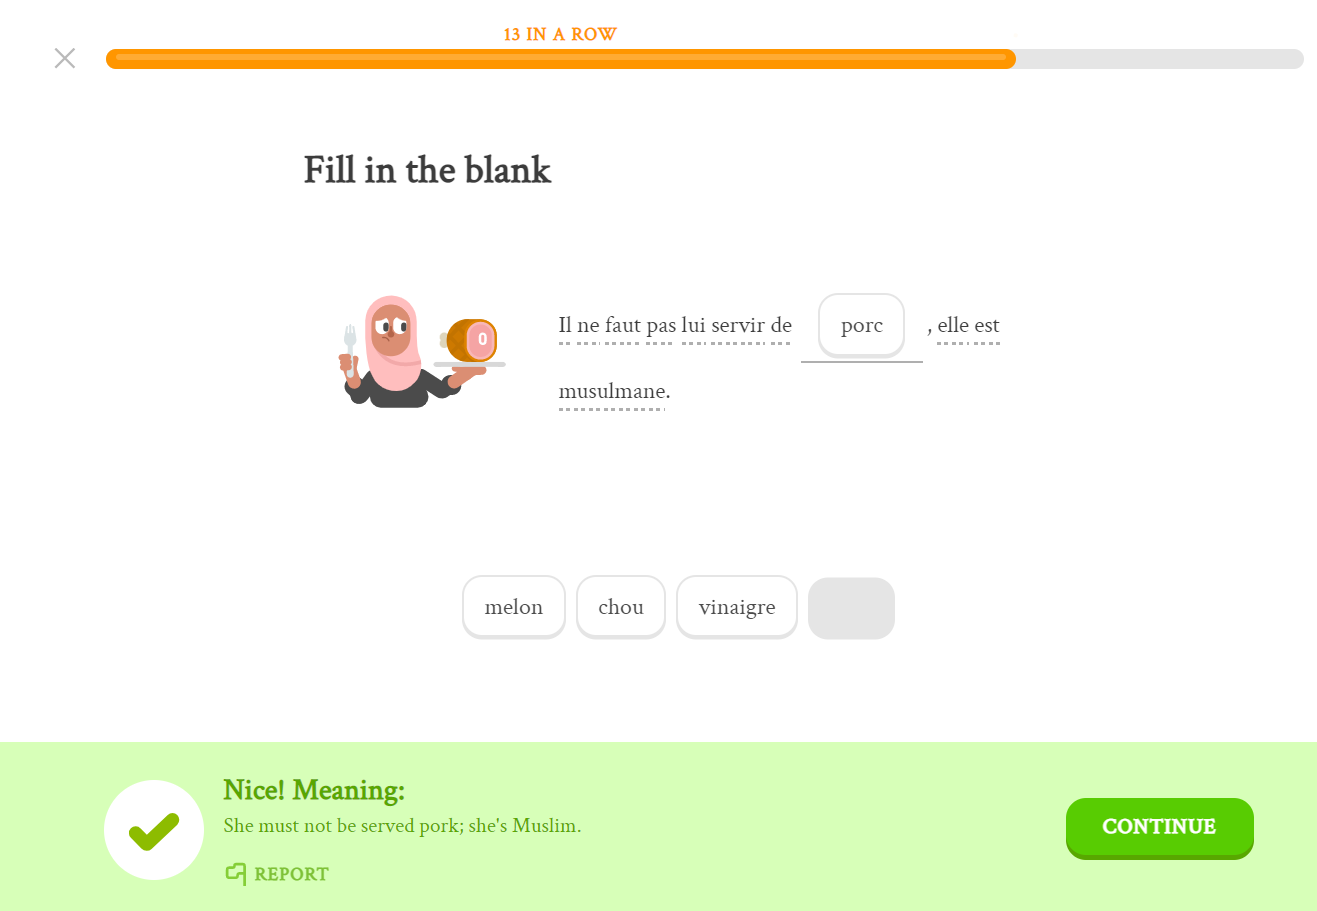 13 IN A ROW
Fill in the blank
Il ne faut pas lui servir de porc , elle est
musulmane.
0
melon chou vinaigre
Nice! Meaning:
She must not be served pork; she's Muslim.
REPORT
CONTINUE